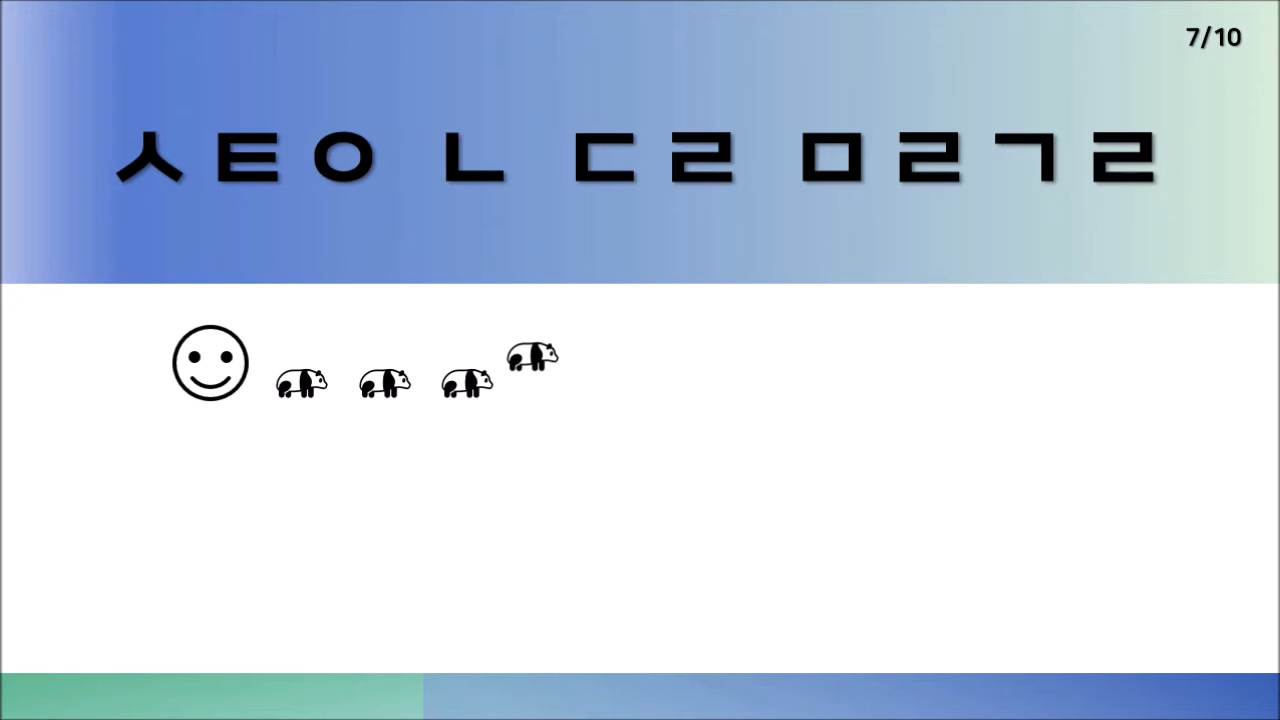 7/10
ㅅㅌㅇ ㄴ ㄷㄹ ㅁㄹㄱㄹ